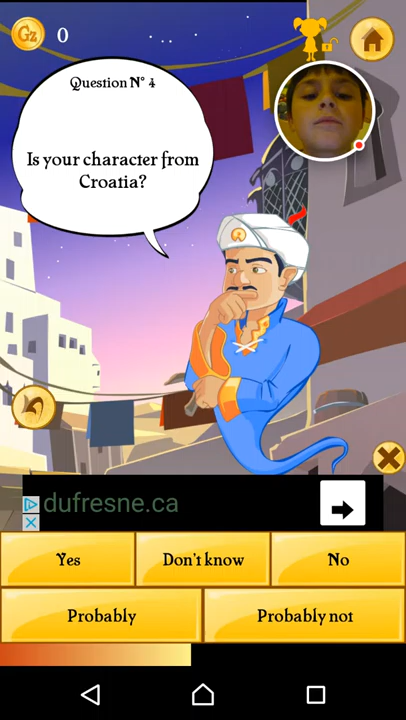 Gz 0
Question N° 4
Is your character from
Croatia?
dufresne.ca
Yes
Don't know
No
Probably
Probably not